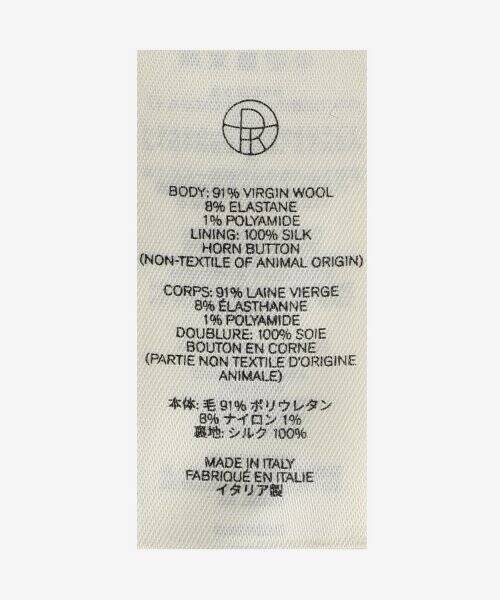 BODY: 91% VIRGIN WOOL
8% ELASTANE
1% POLYAMIDE
LINING: 100% SILK
HORN BUTTON
(NON-TEXTILE OF ANIMAL ORIGIN)
CORPS: 91% LAINE VIERGE
8% ÉLASTHANNE
1% POLYAMIDE
DOUBLURE: 100% SOIE
BOUTON EN CORNE
(PARTIE NON TEXTILE D'ORIGINE
ANIMALE)
本体: 毛 91% ポリウレタン
8% ナイロン 1%
裏地: シルク 100%
MADE IN ITALY
FABRIQUÉ EN ITALIE
イタリア製